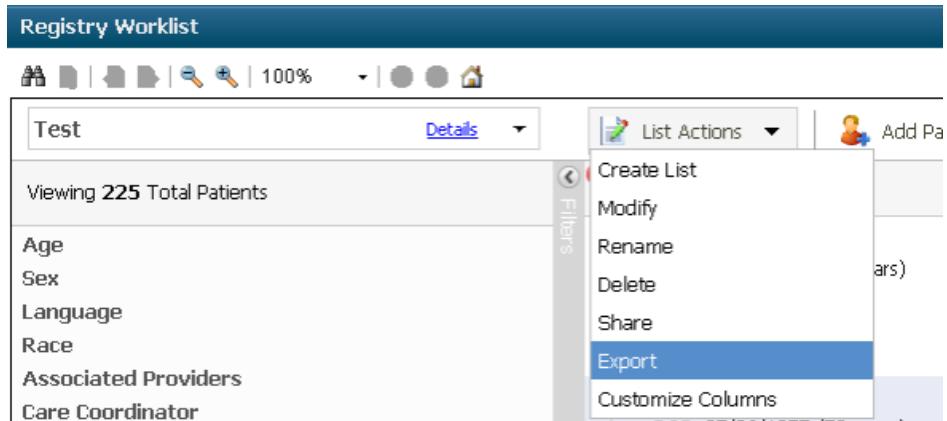 Registry Worklist
100%
Test Details List Actions Add Pa
Viewing 225 Total Patients
Filters
Create List
Modify
Rename
Delete
Share
Export
Customize Columns
Age
Sex
Language
Race
Associated Providers
Care Coordinator
ars)